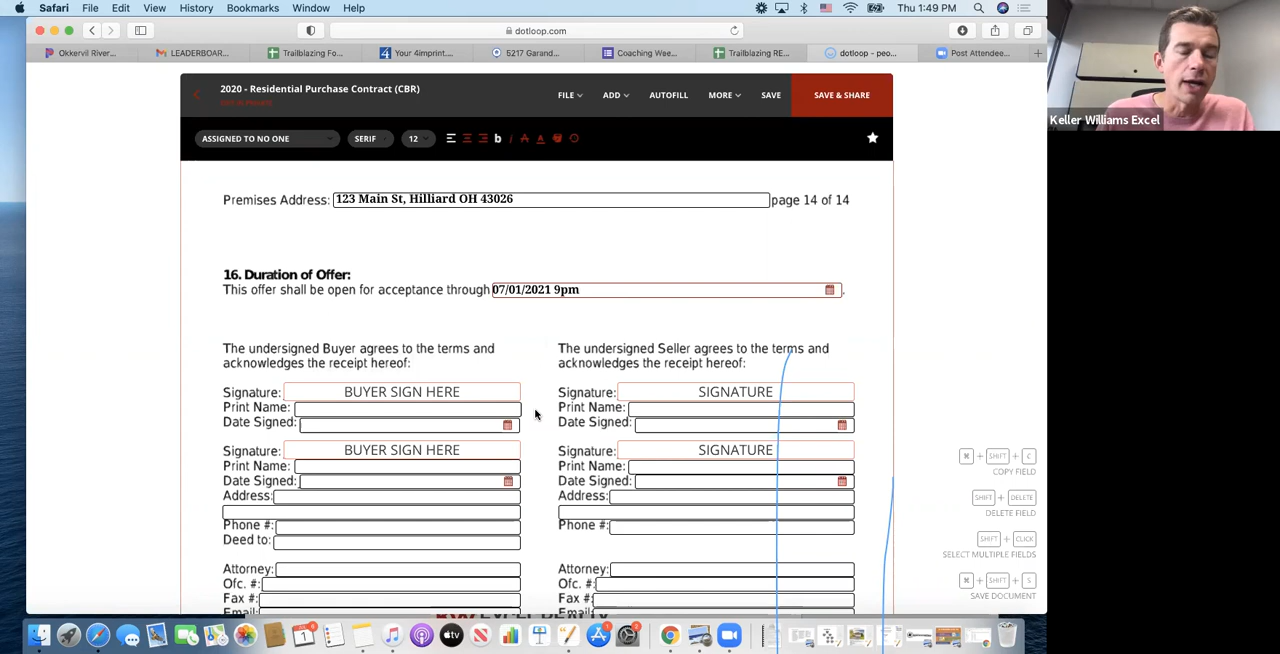 Safari File Edit View History Bookmarks Window Help Thu 1:49 PM
dotloop.com
Okkervil River... LEADERBOAR... Trailblazing Fo... Your 4imprint.... 5217 Garand... Coaching Wee... Trailblazing RE... dotloop - peo... Post Attendee...
2020 - Residential Purchase Contract (CBR)
FILE ADD AUTOFILL MORE SAVE SAVE & SHARE
ASSIGNED TO NO ONE SERIF 12 b i A A
Premises Address: 123 Main St, Hilliard OH 43026 page 14 of 14
16. Duration of Offer:
This offer shall be open for acceptance through 07/01/2021 9pm .
The undersigned Buyer agrees to the terms and
acknowledges the receipt hereof:
Signature: BUYER SIGN HERE
Print Name:
Date Signed:
Signature: BUYER SIGN HERE
Print Name:
Date Signed:
Address:
Phone #:
Deed to:
Attorney:
Ofc. #:
Fax #:
Email:
The undersigned Seller agrees to the terms and
acknowledges the receipt hereof:
Signature: SIGNATURE
Print Name:
Date Signed:
Signature: SIGNATURE
Print Name:
Date Signed:
Address:
Phone #:
Attorney:
Ofc. #:
Fax #:
Email:
⌘ + SHIFT + C
COPY FIELD
SHIFT + DELETE
DELETE FIELD
SHIFT + CLICK
SELECT MULTIPLE FIELDS
⌘ + SHIFT + S
SAVE DOCUMENT
Keller Williams Excel